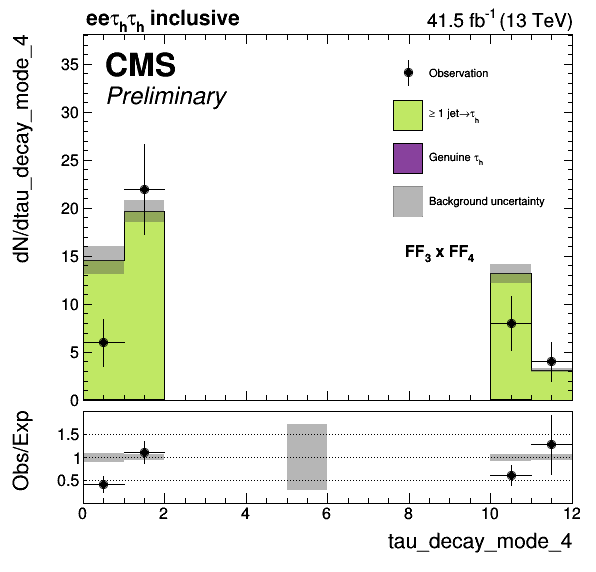 eeτhτh inclusive
41.5 fb-1 (13 TeV)
CMS
Preliminary
Observation
≥ 1 jet→τh
Genuine τh
Background uncertainty
FF3 x FF4
dN/dtau_decay_mode_4
35
30
25
20
15
10
5
0
Obs/Exp
1.5
1
0.5
0 2 4 6 8 10 12
tau_decay_mode_4